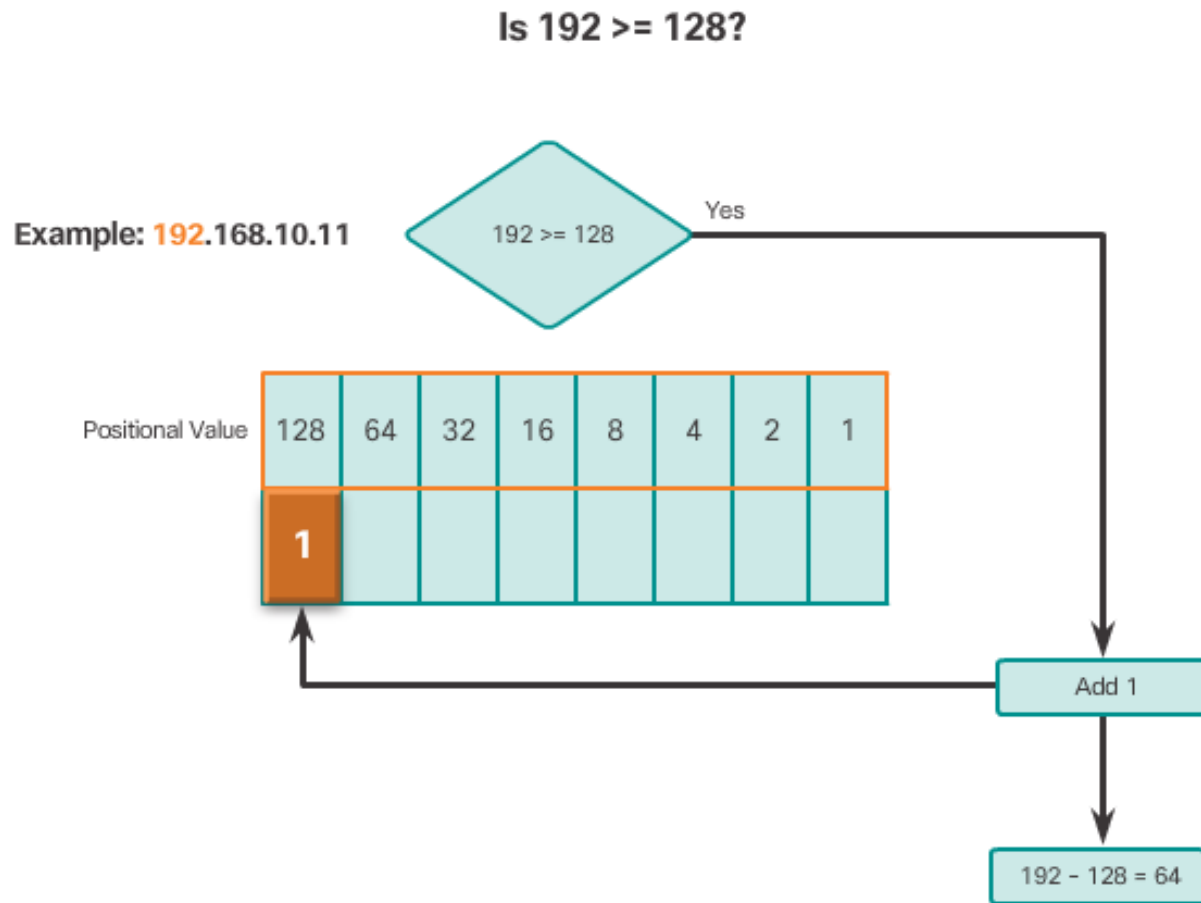 Is 192 >= 128?
Yes
Example: 192.168.10.11
192 >= 128
Positional Value 128 64 32 16 8 4 2 1
1
Add 1
192 - 128 = 64